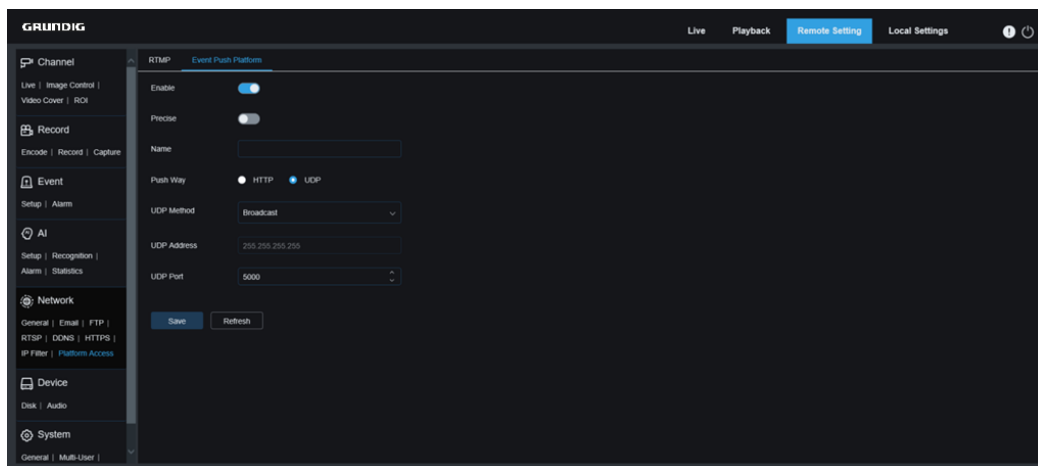 GRUNDIG
Live Playback Remote Setting Local Settings
Channel
Live | Image Control |
Video Cover | ROI
Record
Encode | Record | Capture
Event
Setup | Alarm
AI
Setup | Recognition |
Alarm | Statistics
Network
General | Email | FTP |
RTSP | DDNS | HTTPS |
IP Filter | Platform Access
Device
Disk | Audio
System
General | Multi-User |
RTMP Event Push Platform
Enable
Precise
Name
Push Way HTTP UDP
UDP Method Broadcast
UDP Address 255.255.255.255
UDP Port 5000
Save Refresh